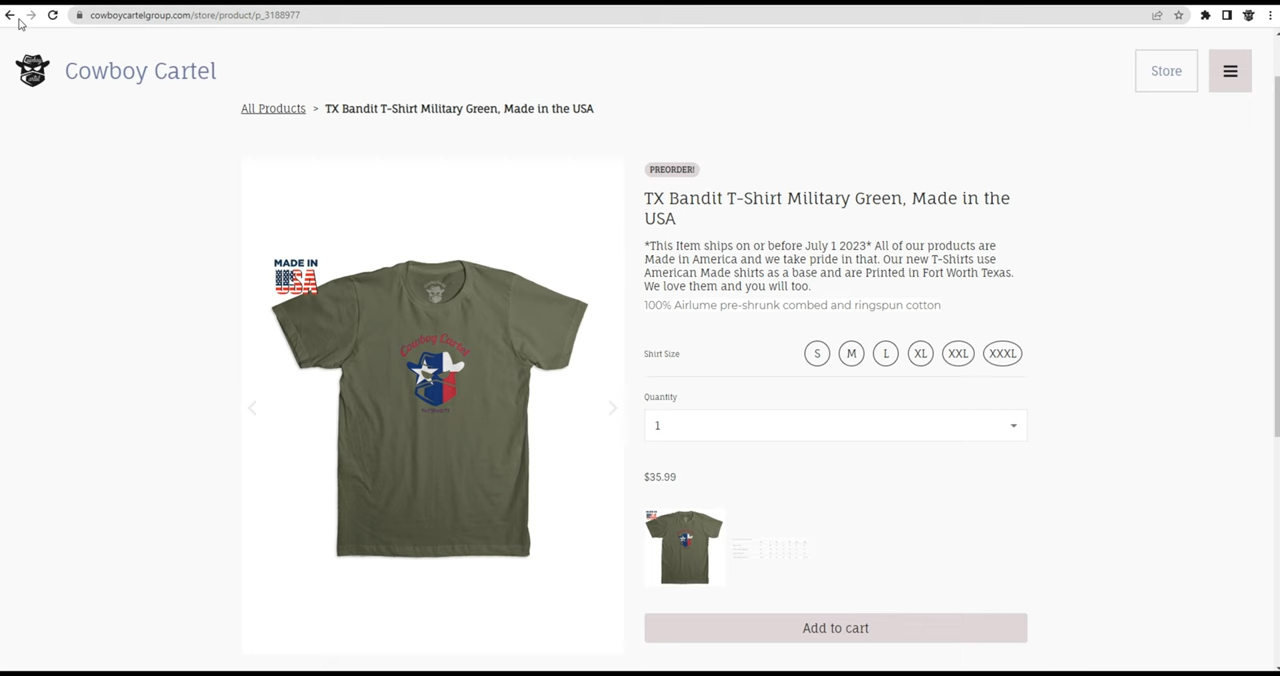 cowboycartelgroup.com/store/product/p_3188977
Cowboy Cartel
Store
All Products > TX Bandit T-Shirt Military Green, Made in the USA
PREORDER!
TX Bandit T-Shirt Military Green, Made in the
USA
*This Item ships on or before July 1 2023* All of our products are
Made in America and we take pride in that. Our new T-Shirts use
American Made shirts as a base and are Printed in Fort Worth Texas.
We love them and you will too.
100% Airlume pre-shrunk combed and ringspun cotton
MADE IN
USA
Cowboy Cartel
Shirt Size
S M L XL XXL XXXL
Quantity
1
$35.99
Add to cart